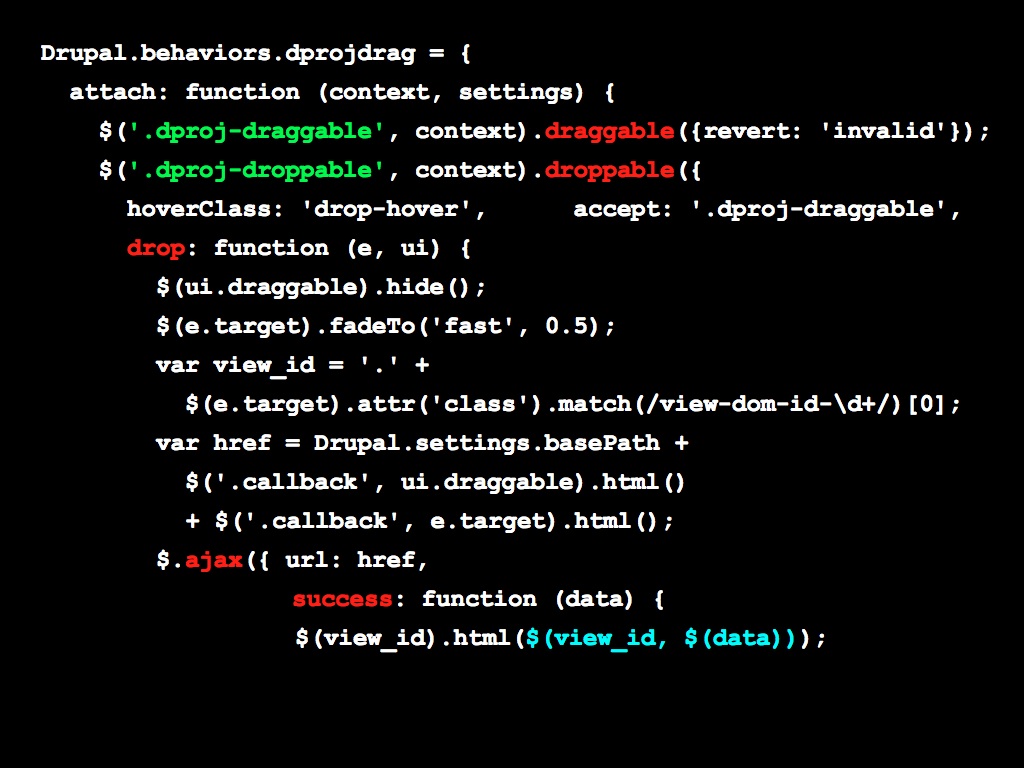 Drupal.behaviors.dprojdrag = {
attach: function (context, settings) {
$('.dproj-draggable', context).draggable({revert: 'invalid'});
$('.dproj-droppable', context).droppable({
hoverClass: 'drop-hover', accept: '.dproj-draggable',
drop: function (e, ui) {
$(ui.draggable).hide();
$(e.target).fadeTo('fast', 0.5);
var view_id = '.' +
$(e.target).attr('class').match(/view-dom-id-\d+/)[0];
var href = Drupal.settings.basePath +
$('.callback', ui.draggable).html()
+ $('.callback', e.target).html();
$.ajax({ url: href,
success: function (data) {
$(view_id).html($(view_id, $(data)));